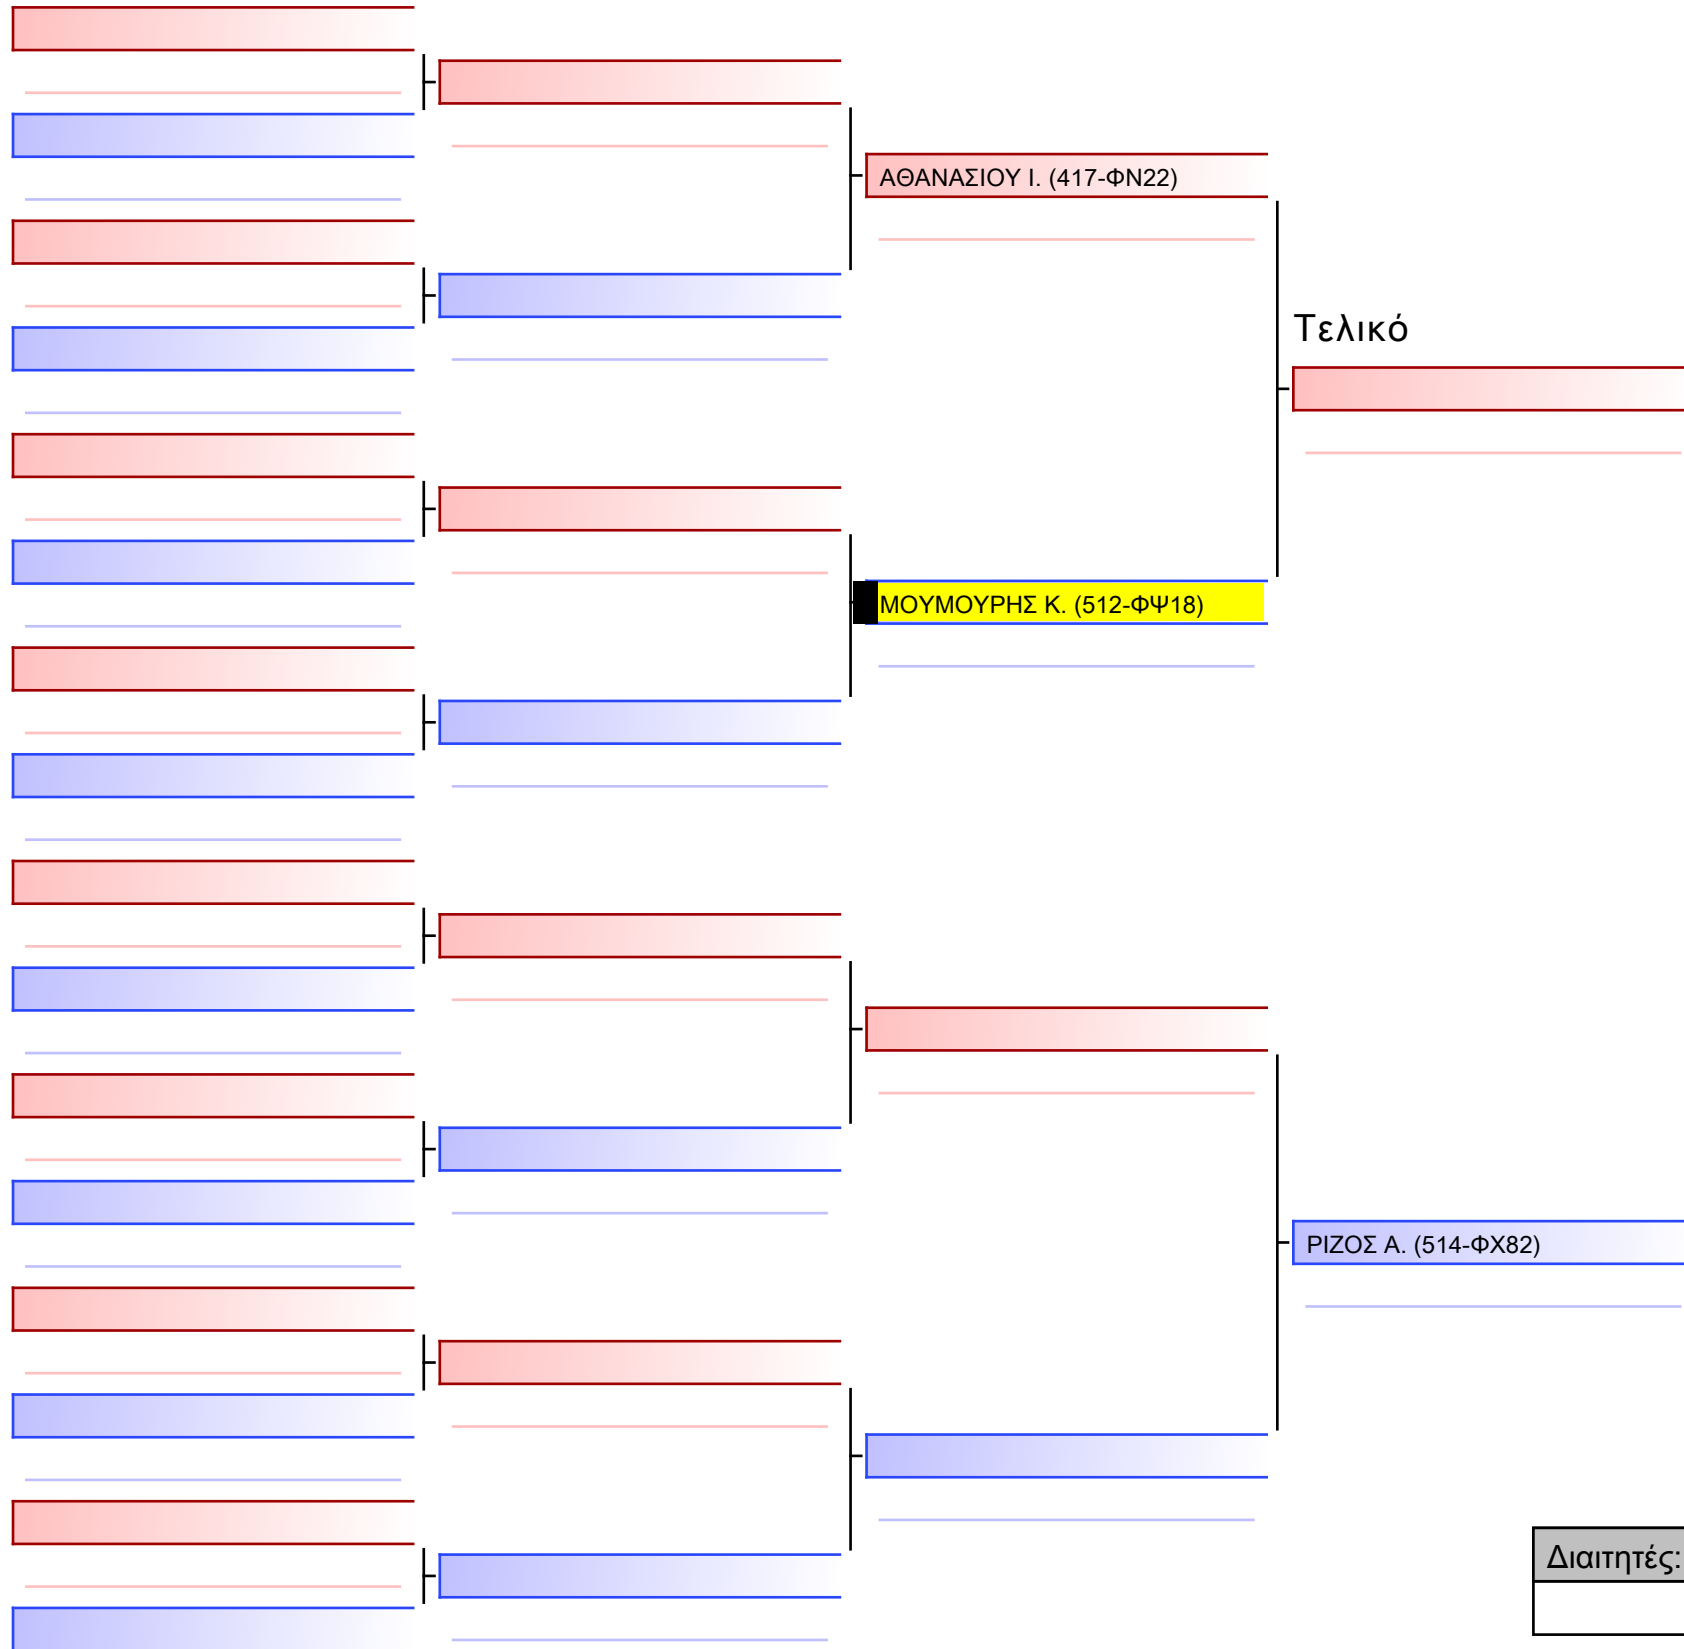 ΑΘΑΝΑΣΙΟΥ Ι. (417-ΦΝ22)
Τελικό
ΜΟΥΜΟΥΡΗΣ Κ. (512-ΦΨ18)
ΡΙΖΟΣ Α. (514-ΦΧ82)
Διαιτητές: